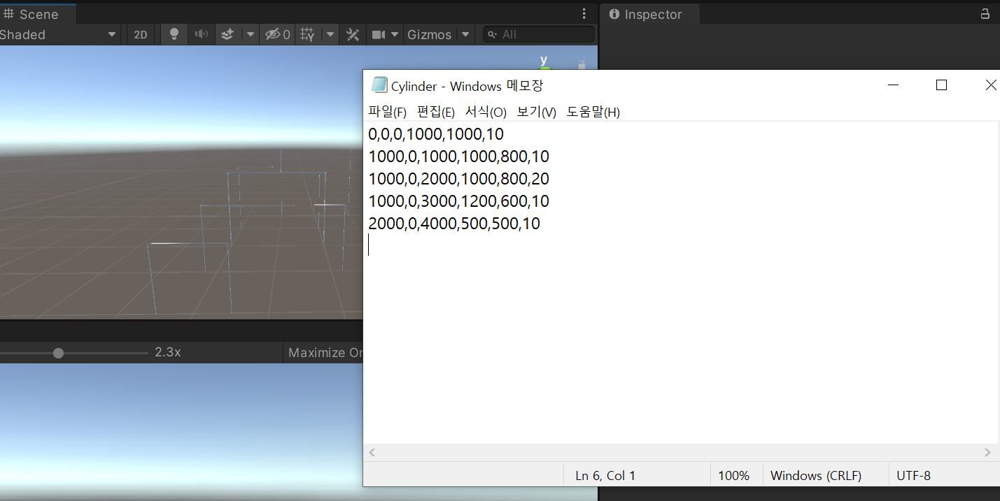 Scene
Inspector
Shaded
2D
0
Gizmos
All
y
Cylinder - Windows 메모장
파일(F) 편집(E) 서식(O) 보기(V) 도움말(H)
0,0,0,1000,1000,10
1000,0,1000,1000,800,10
1000,0,2000,1000,800,20
1000,0,3000,1200,600,10
2000,0,4000,500,500,10
2.3x
Maximize Or
Ln 6, Col 1
100%
Windows (CRLF)
UTF-8